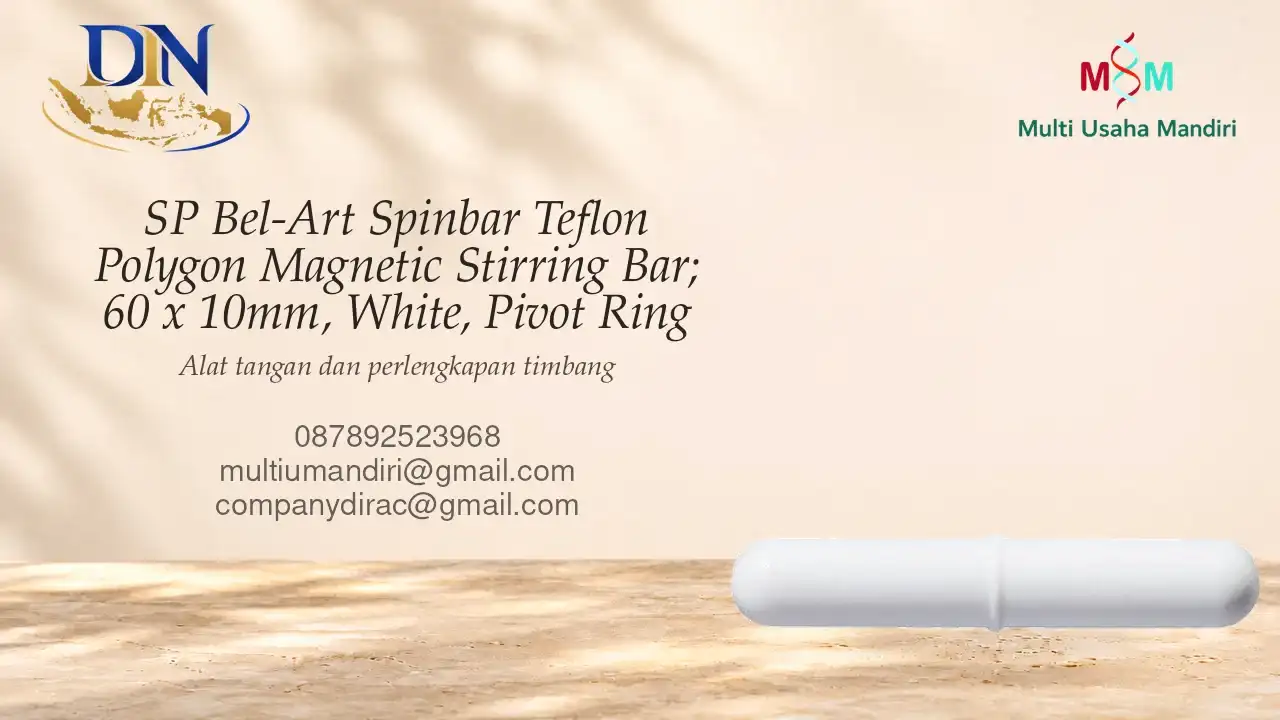 DIN
MSM
Multi Usaha Mandiri
SP Bel-Art Spinbar Teflon
Polygon Magnetic Stirring Bar;
60 x 10mm, White, Pivot Ring
Alat tangan dan perlengkapan timbang
087892523968
multiumandiri@gmail.com
companydirac@gmail.com